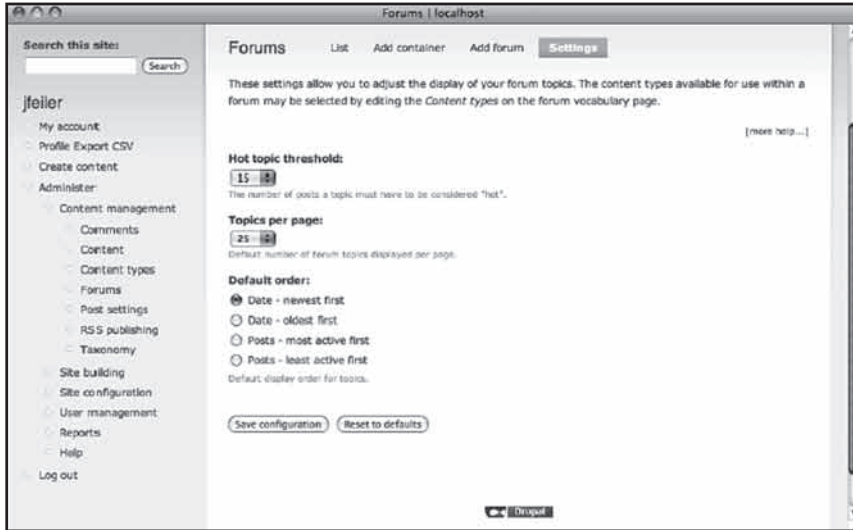 Forums | localhost
Search this site:
Search
jfeiler
My account
Profile Export CSV
Create content
Administer
Content management
Comments
Content
Content types
Forums
Post settings
RSS publishing
Taxonomy
Site building
Site configuration
User management
Reports
Help
Log out
Forums List Add container Add forum Settings
These settings allow you to adjust the display of your forum topics. The content types available for use within a
forum may be selected by editing the Content types on the forum vocabulary page.
[more help...]
Hot topic threshold:
15
The number of posts a topic must have to be considered "hot".
Topics per page:
25
Default number of forum topics displayed per page.
Default order:
Date - newest first
Date - oldest first
Posts - most active first
Posts - least active first
Default display order for topics.
Save configuration Reset to defaults
Drupal